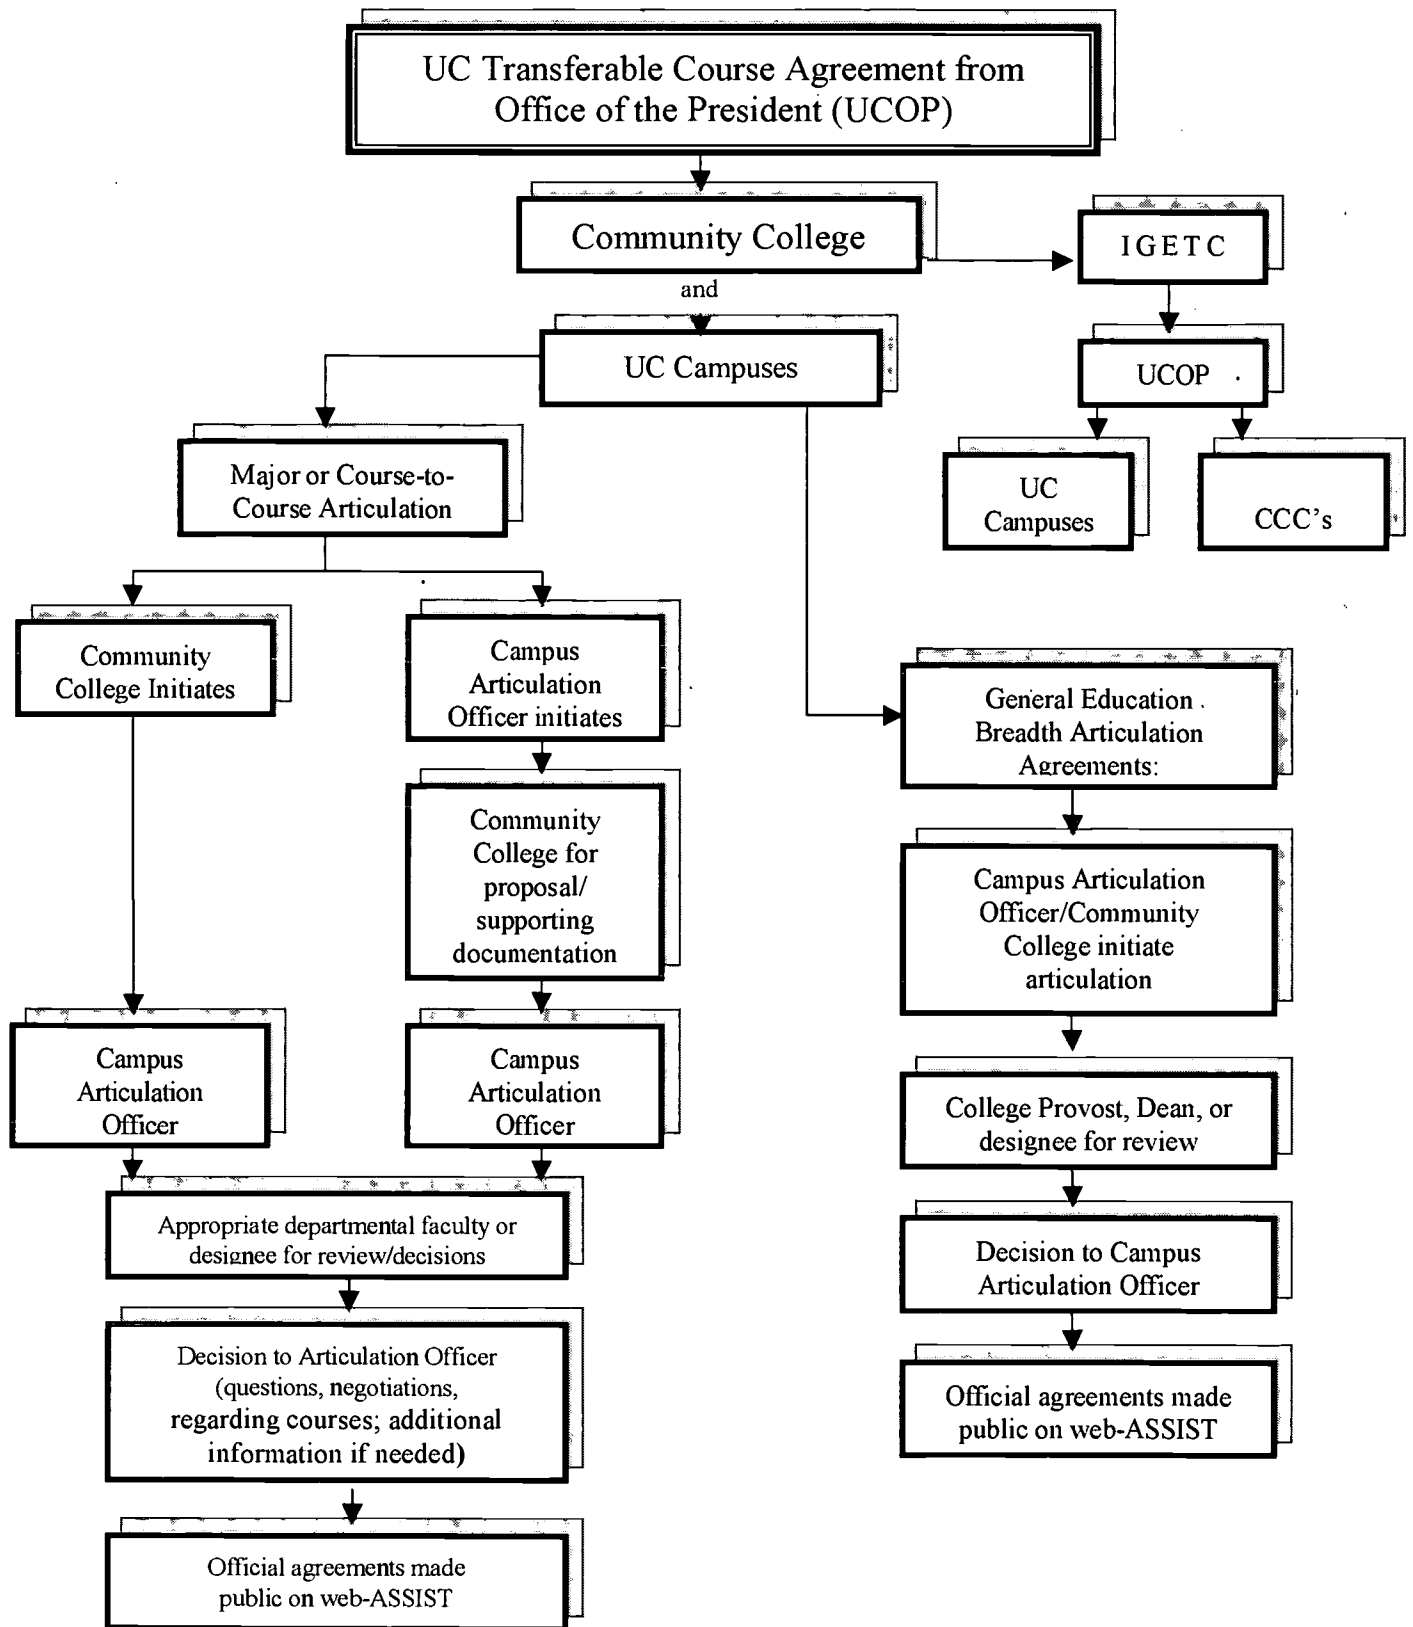 UC Transferable Course Agreement from
Office of the President (UCOP)
Community College
IGETC
and
UC Campuses
UCOP
UC
Campuses
CCC's
Major or Course-to-
Course Articulation
Community
College Initiates
Campus
Articulation
Officer initiates
General Education
Breadth Articulation
Agreements:
Community
College for
proposal/
supporting
documentation
Campus Articulation
Officer/Community
College initiate
articulation
Campus
Articulation
Officer
Campus
Articulation
Officer
College Provost, Dean, or
designee for review
Appropriate departmental faculty or
designee for review/decisions
Decision to Campus
Articulation Officer
Decision to Articulation Officer
(questions, negotiations,
regarding courses; additional
information if needed)
Official agreements made
public on web-ASSIST
Official agreements made
public on web-ASSIST